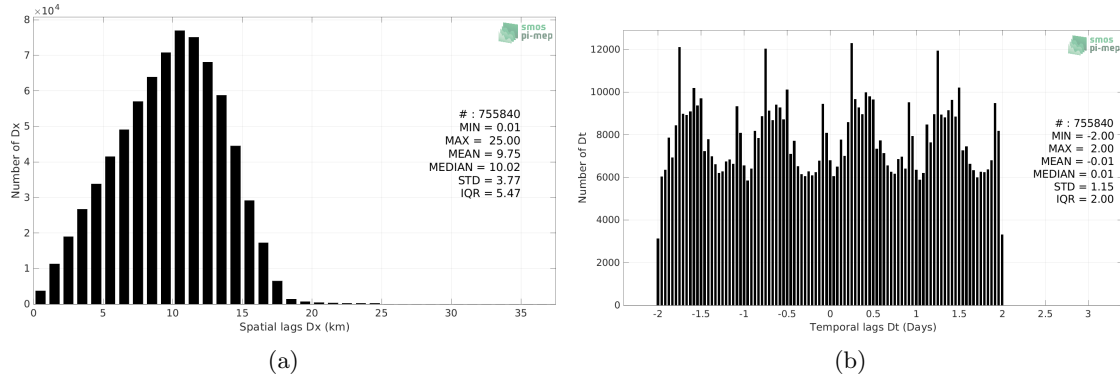 ×10⁴
8
7
6
5
4
3
2
1
0
Number of Dx
0 5 10 15 20 25 30 35
Spatial lags Dx (km)
smos
pi-mep
# : 755840
MIN = 0.01
MAX = 25.00
MEAN = 9.75
MEDIAN = 10.02
STD = 3.77
IQR = 5.47
(a)
12000
10000
8000
6000
4000
2000
0
Number of Dt
-2 -1.5 -1 -0.5 0 0.5 1 1.5 2 2.5 3
Temporal lags Dt (Days)
smos
pi-mep
# : 755840
MIN = -2.00
MAX = 2.00
MEAN = -0.01
MEDIAN = 0.01
STD = 1.15
IQR = 2.00
(b)